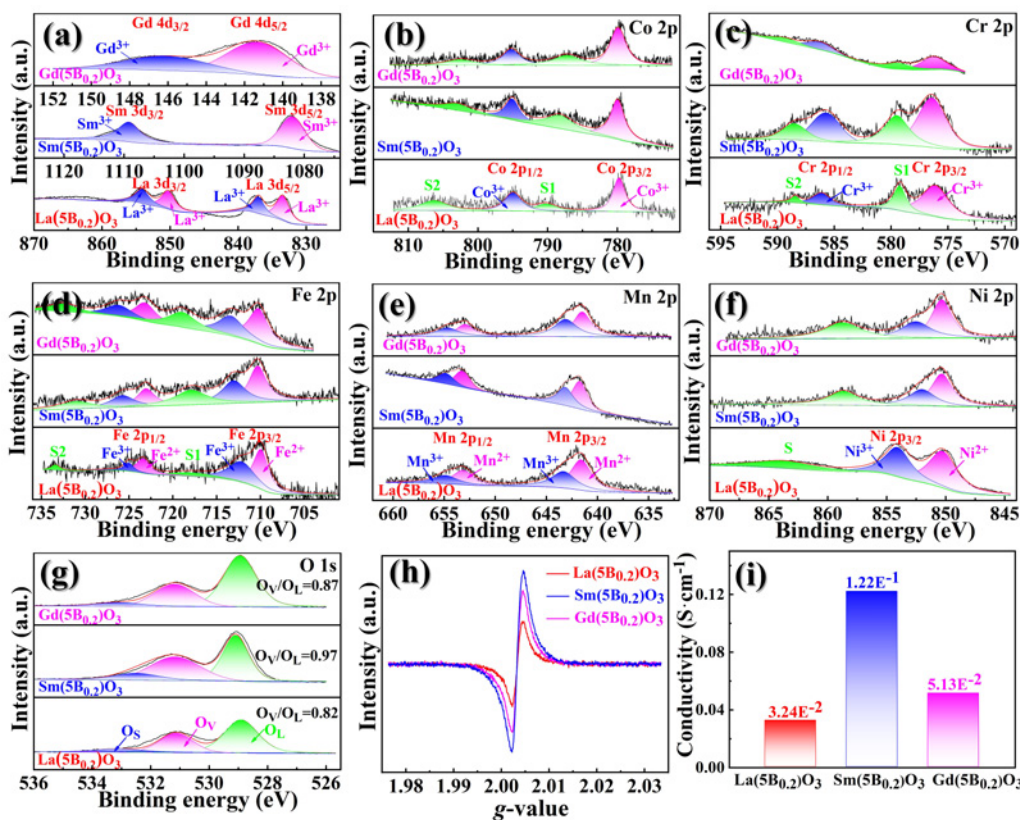 (a)
Gd 4d3/2 Gd 4d5/2
Gd3+ Gd3+
Gd(5B0.2)O3
152 150 148 146 144 142 140 138
Sm 3d3/2 Sm 3d5/2
Sm3+ Sm3+
Sm(5B0.2)O3
1120 1110 1100 1090 1080
La 3d3/2 La 3d5/2
La3+ La3+ La3+ La3+
La(5B0.2)O3
870 860 850 840 830
Binding energy (eV)
Intensity (a.u.)
(b) Co 2p
Gd(5B0.2)O3
Sm(5B0.2)O3
Co 2p1/2 Co 2p3/2
S2 Co3+ S1 Co3+
La(5B0.2)O3
810 800 790 780
Binding energy (eV)
Intensity (a.u.)
(c) Cr 2p
Gd(5B0.2)O3
Sm(5B0.2)O3
Cr 2p1/2 S1 Cr 2p3/2
S2 Cr3+ Cr3+
La(5B0.2)O3
595 590 585 580 575 570
Binding energy (eV)
Intensity (a.u.)
(d) Fe 2p
Gd(5B0.2)O3
Sm(5B0.2)O3
Fe 2p1/2 Fe 2p3/2
S2 Fe3+ Fe2+ S1 Fe3+ Fe2+
La(5B0.2)O3
735 725 715 710 705
Binding energy (eV)
Intensity (a.u.)
(e) Mn 2p
Gd(5B0.2)O3
Sm(5B0.2)O3
Mn 2p1/2 Mn 2p3/2
Mn3+ Mn2+ Mn3+ Mn2+
La(5B0.2)O3
660 650 640 630
Binding energy (eV)
Intensity (a.u.)
(f) Ni 2p
Gd(5B0.2)O3
Sm(5B0.2)O3
S Ni3+ Ni 2p3/2 Ni2+
La(5B0.2)O3
870 865 855 850 845
Binding energy (eV)
Intensity (a.u.)
(g) O 1s
OV/OL=0.87
Gd(5B0.2)O3
OV/OL=0.97
Sm(5B0.2)O3
OV/OL=0.82
OS OV OL
La(5B0.2)O3
536 534 531 529 528 526
Binding energy (eV)
Intensity (a.u.)
(h)
La(5B0.2)O3
Sm(5B0.2)O3
Gd(5B0.2)O3
1.98 1.99 2.00 2.01 2.02 2.03
g-value
Intensity (a.u.)
(i)
1.22E-1
5.13E-2
3.24E-2
0.12
0.08
0.04
0.00
La(5B0.2)O3 Sm(5B0.2)O3 Gd(5B0.2)O3
Conductivity (S·cm-1)